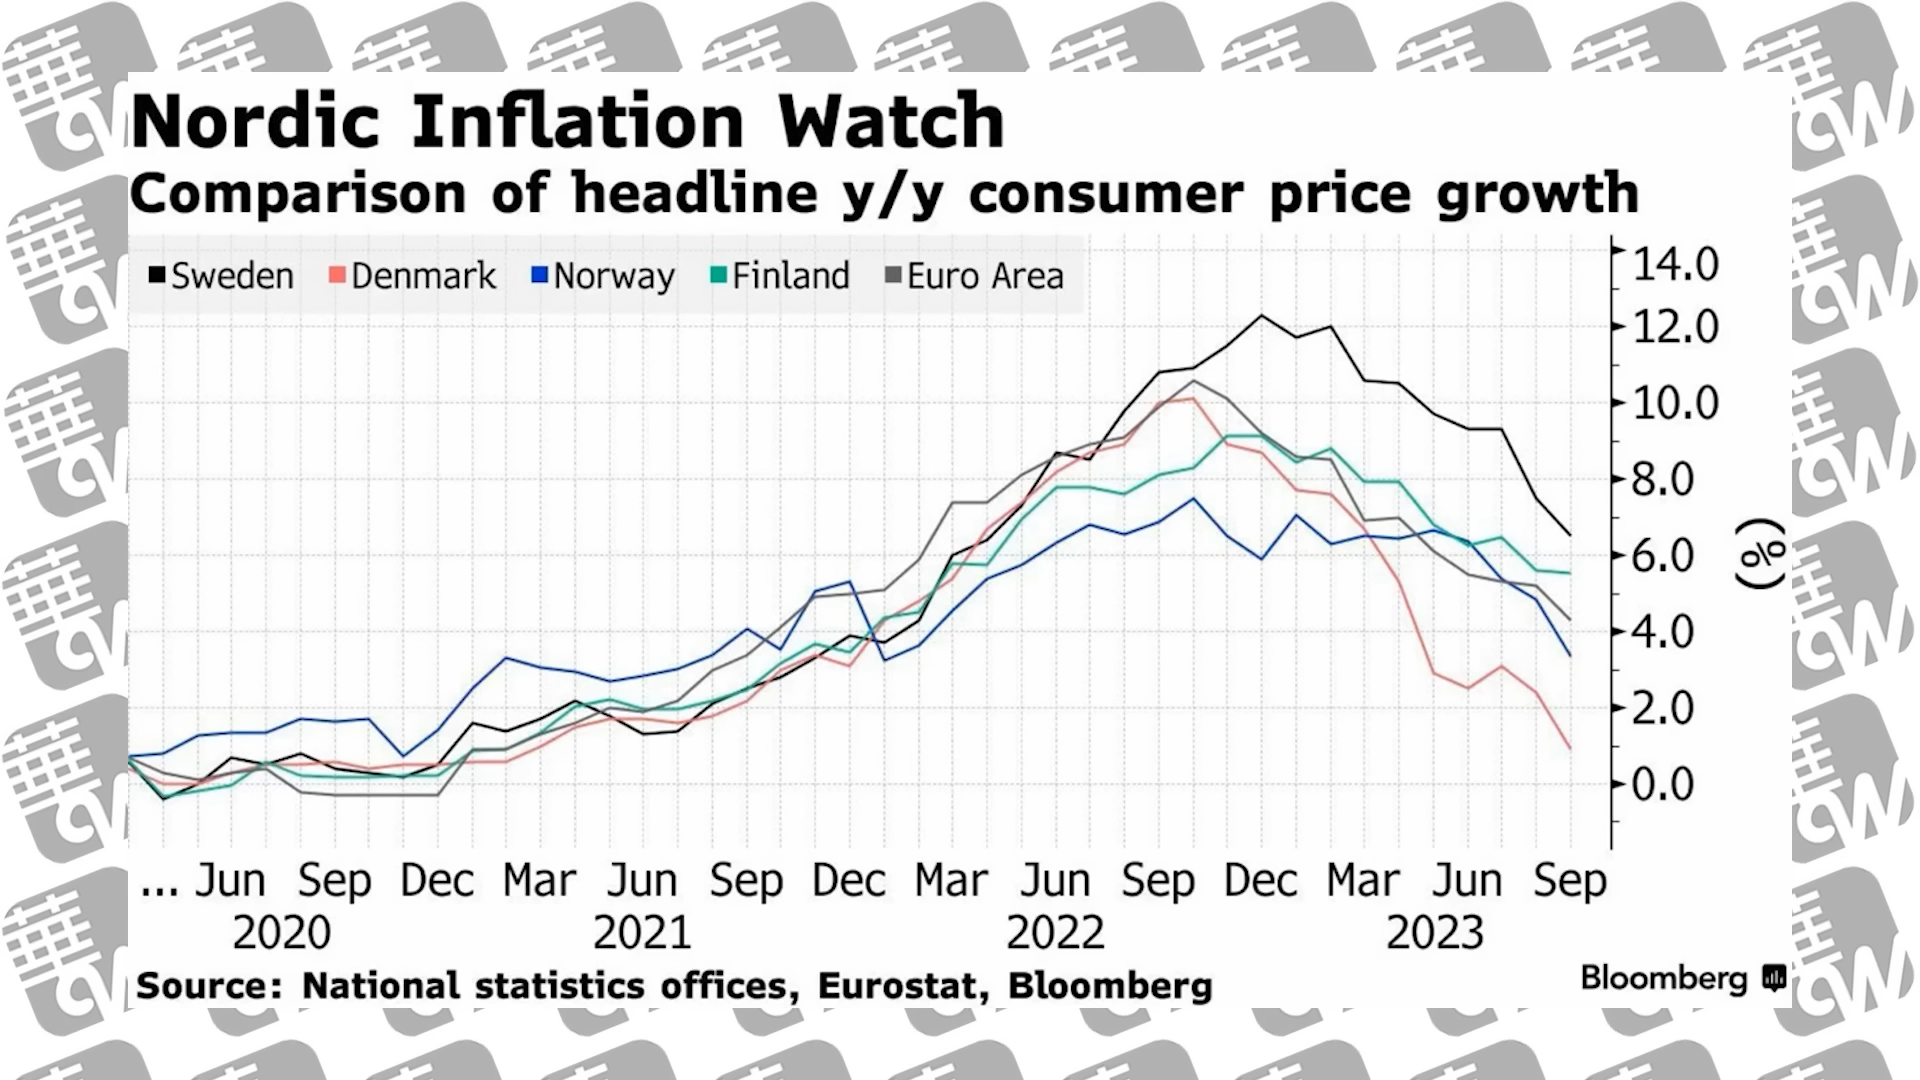 Nordic Inflation Watch
Comparison of headline y/y consumer price growth
Sweden Denmark Norway Finland Euro Area
14.0
12.0
10.0
8.0
6.0
4.0
2.0
0.0
(%)
... Jun Sep Dec Mar Jun Sep Dec Mar Jun Sep Dec Mar Jun Sep
2020 2021 2022 2023
Source: National statistics offices, Eurostat, Bloomberg
Bloomberg